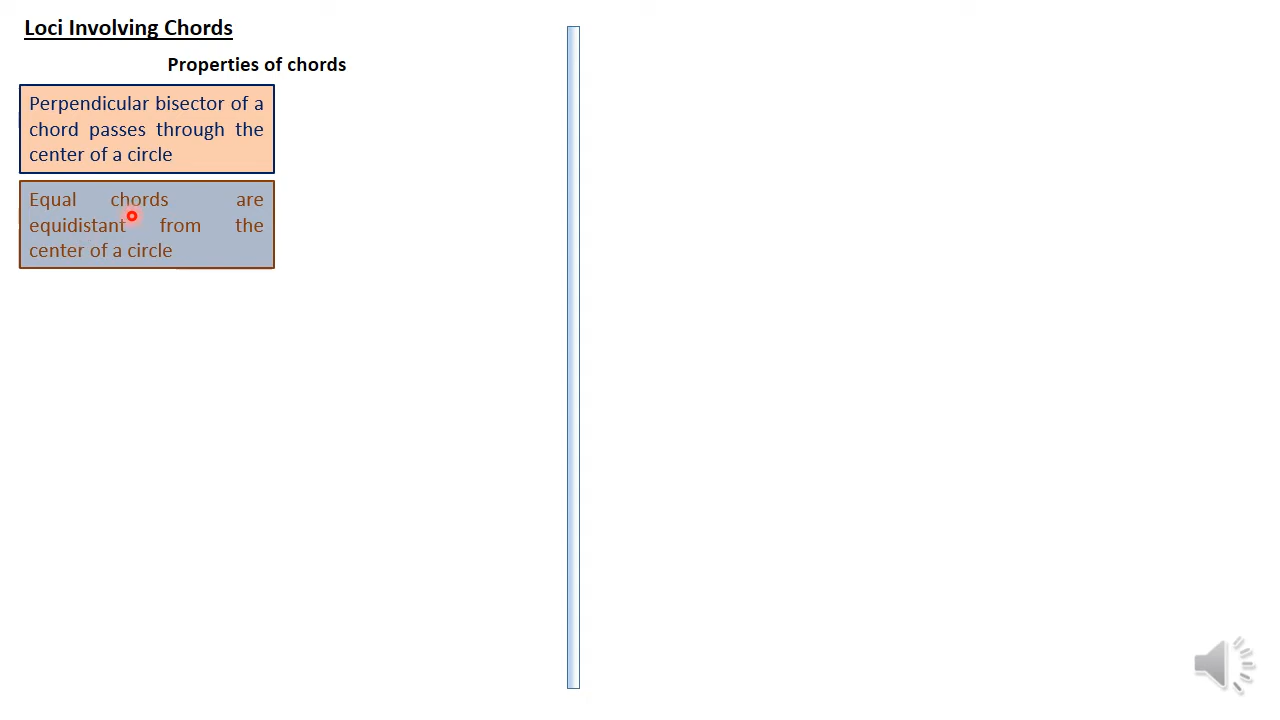 Loci Involving Chords
Properties of chords
Perpendicular bisector of a
chord passes through the
center of a circle
Equal chords are
equidistant from the
center of a circle